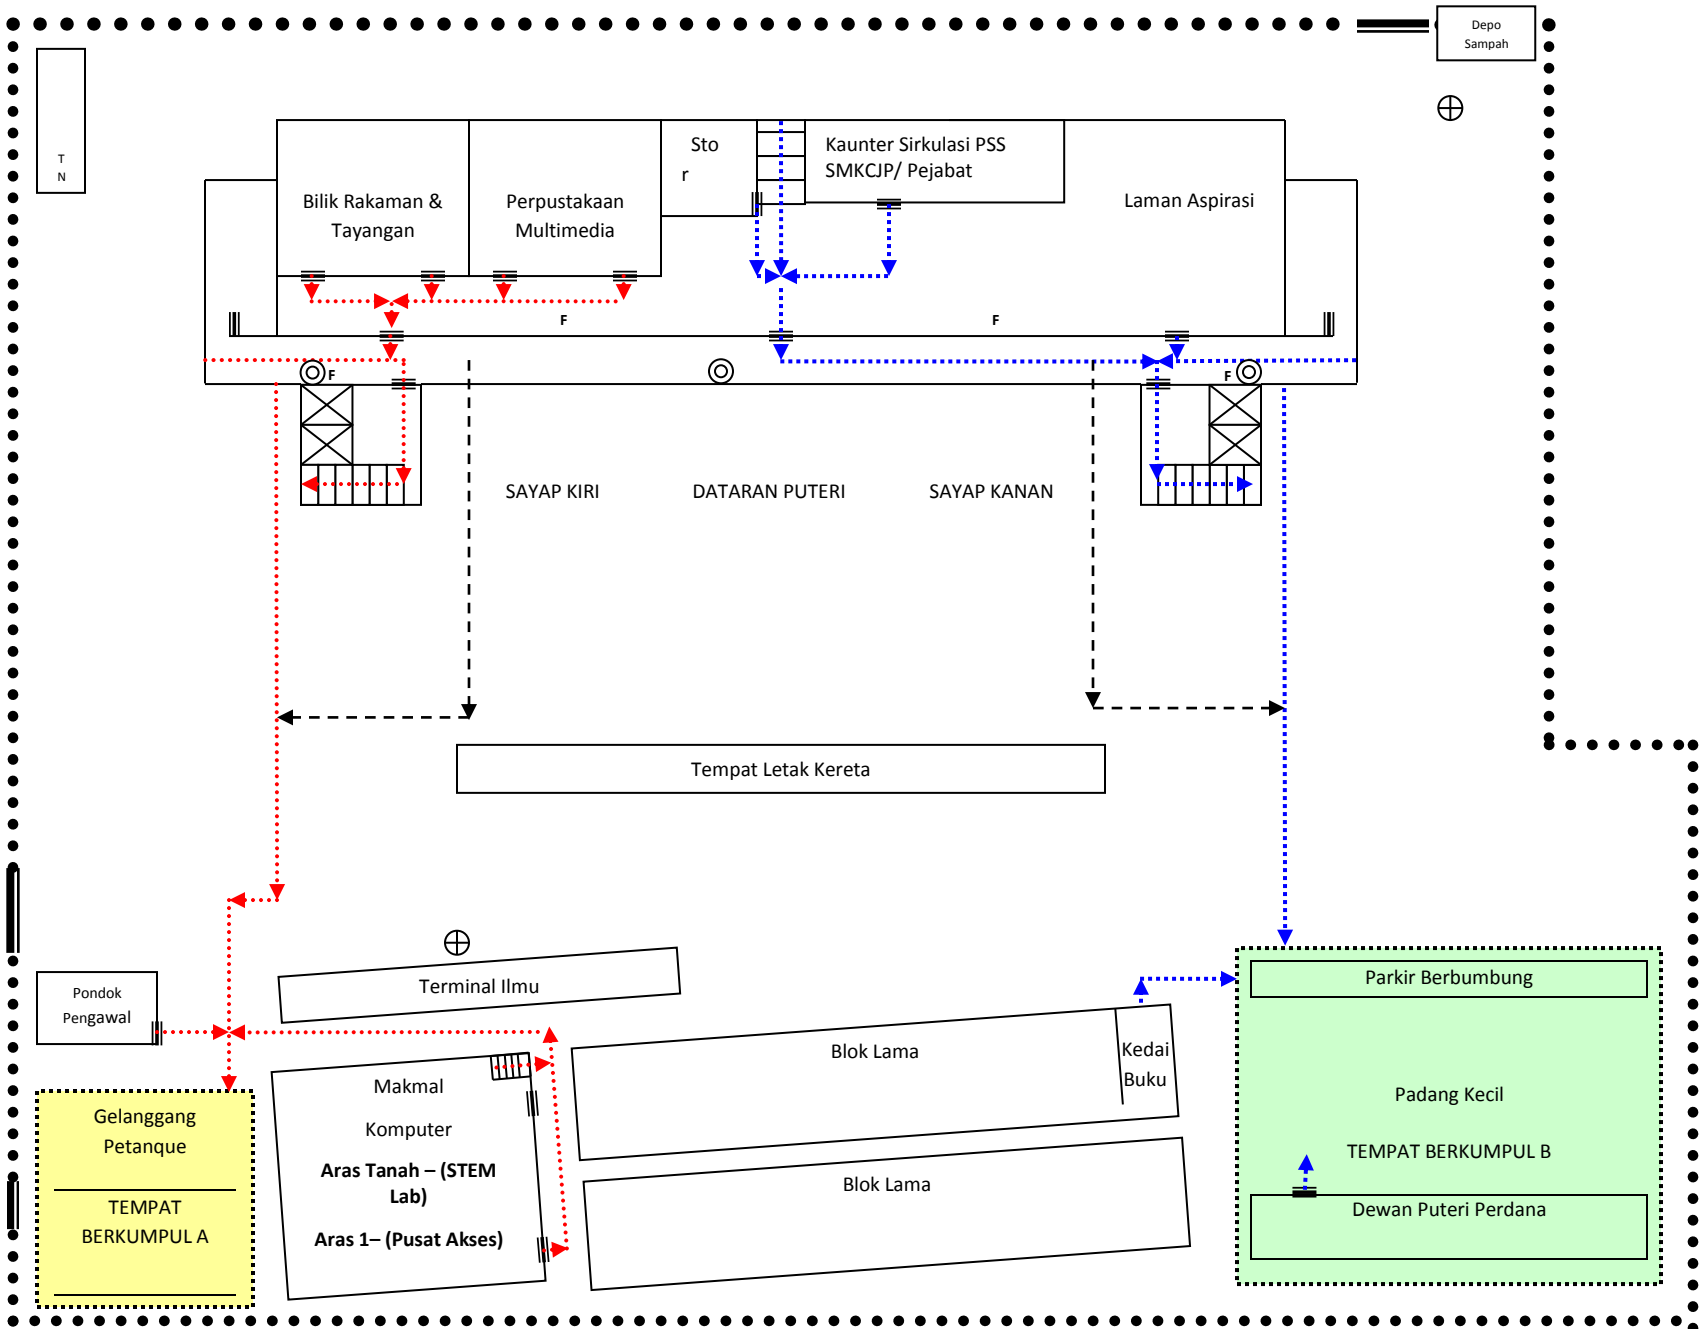 Depo
Sampah
T
N
Sto
r
Kaunter Sirkulasi PSS
SMKCJP/ Pejabat
Bilik Rakaman &
Tayangan
Perpustakaan
Multimedia
Laman Aspirasi
F
F
F
F
SAYAP KIRI
DATARAN PUTERI
SAYAP KANAN
Tempat Letak Kereta
Terminal Ilmu
Parkir Berbumbung
Pondok
Pengawal
Blok Lama
Kedai
Buku
Makmal
Komputer
Aras Tanah – (STEM
Lab)
Aras 1– (Pusat Akses)
Gelanggang
Petanque
TEMPAT
BERKUMPUL A
Padang Kecil
TEMPAT BERKUMPUL B
Blok Lama
Dewan Puteri Perdana